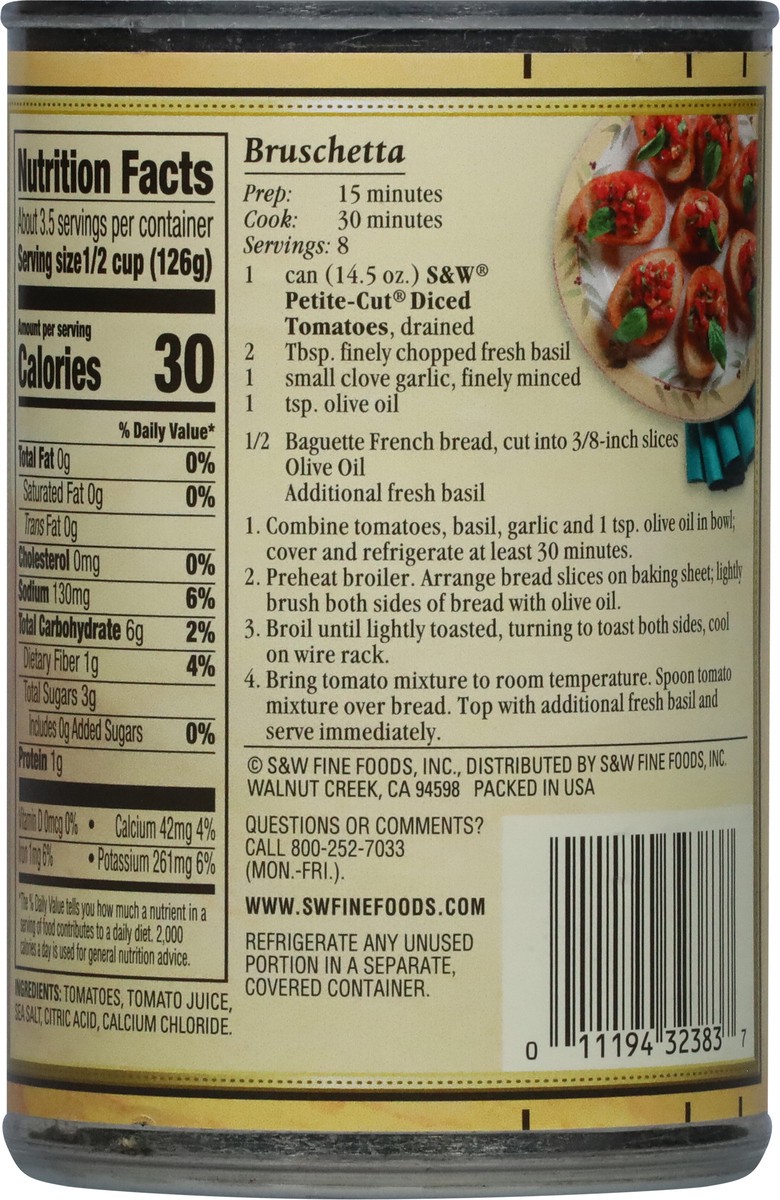 Nutrition Facts
About 3.5 servings per container
Serving size 1/2 cup (126g)
Amount per serving
Calories 30
% Daily Value*
Total Fat 0g 0%
Saturated Fat 0g 0%
Trans Fat 0g
Cholesterol 0mg 0%
Sodium 130mg 6%
Total Carbohydrate 6g 2%
Dietary Fiber 1g 4%
Total Sugars 3g
Includes 0g Added Sugars 0%
Protein 1g
Vitamin D 0mcg 0% • Calcium 42mg 4%
Iron 1mg 6% • Potassium 261mg 6%
*The % Daily Value tells you how much a nutrient in a
serving of food contributes to a daily diet. 2,000
calories a day is used for general nutrition advice.
INGREDIENTS: TOMATOES, TOMATO JUICE,
SEA SALT, CITRIC ACID, CALCIUM CHLORIDE.
Bruschetta
Prep: 15 minutes
Cook: 30 minutes
Servings: 8
1 can (14.5 oz.) S&W®
Petite-Cut® Diced
Tomatoes, drained
2 Tbsp. finely chopped fresh basil
1 small clove garlic, finely minced
1 tsp. olive oil
1/2 Baguette French bread, cut into 3/8-inch slices
Olive Oil
Additional fresh basil
1. Combine tomatoes, basil, garlic and 1 tsp. olive oil in bowl;
cover and refrigerate at least 30 minutes.
2. Preheat broiler. Arrange bread slices on baking sheet; lightly
brush both sides of bread with olive oil.
3. Broil until lightly toasted, turning to toast both sides, cool
on wire rack.
4. Bring tomato mixture to room temperature. Spoon tomato
mixture over bread. Top with additional fresh basil and
serve immediately.
© S&W FINE FOODS, INC., DISTRIBUTED BY S&W FINE FOODS, INC.
WALNUT CREEK, CA 94598 PACKED IN USA
QUESTIONS OR COMMENTS?
CALL 800-252-7033
(MON.-FRI.).
WWW.SWFINEFOODS.COM
REFRIGERATE ANY UNUSED
PORTION IN A SEPARATE,
COVERED CONTAINER.
0 11194 32383 7